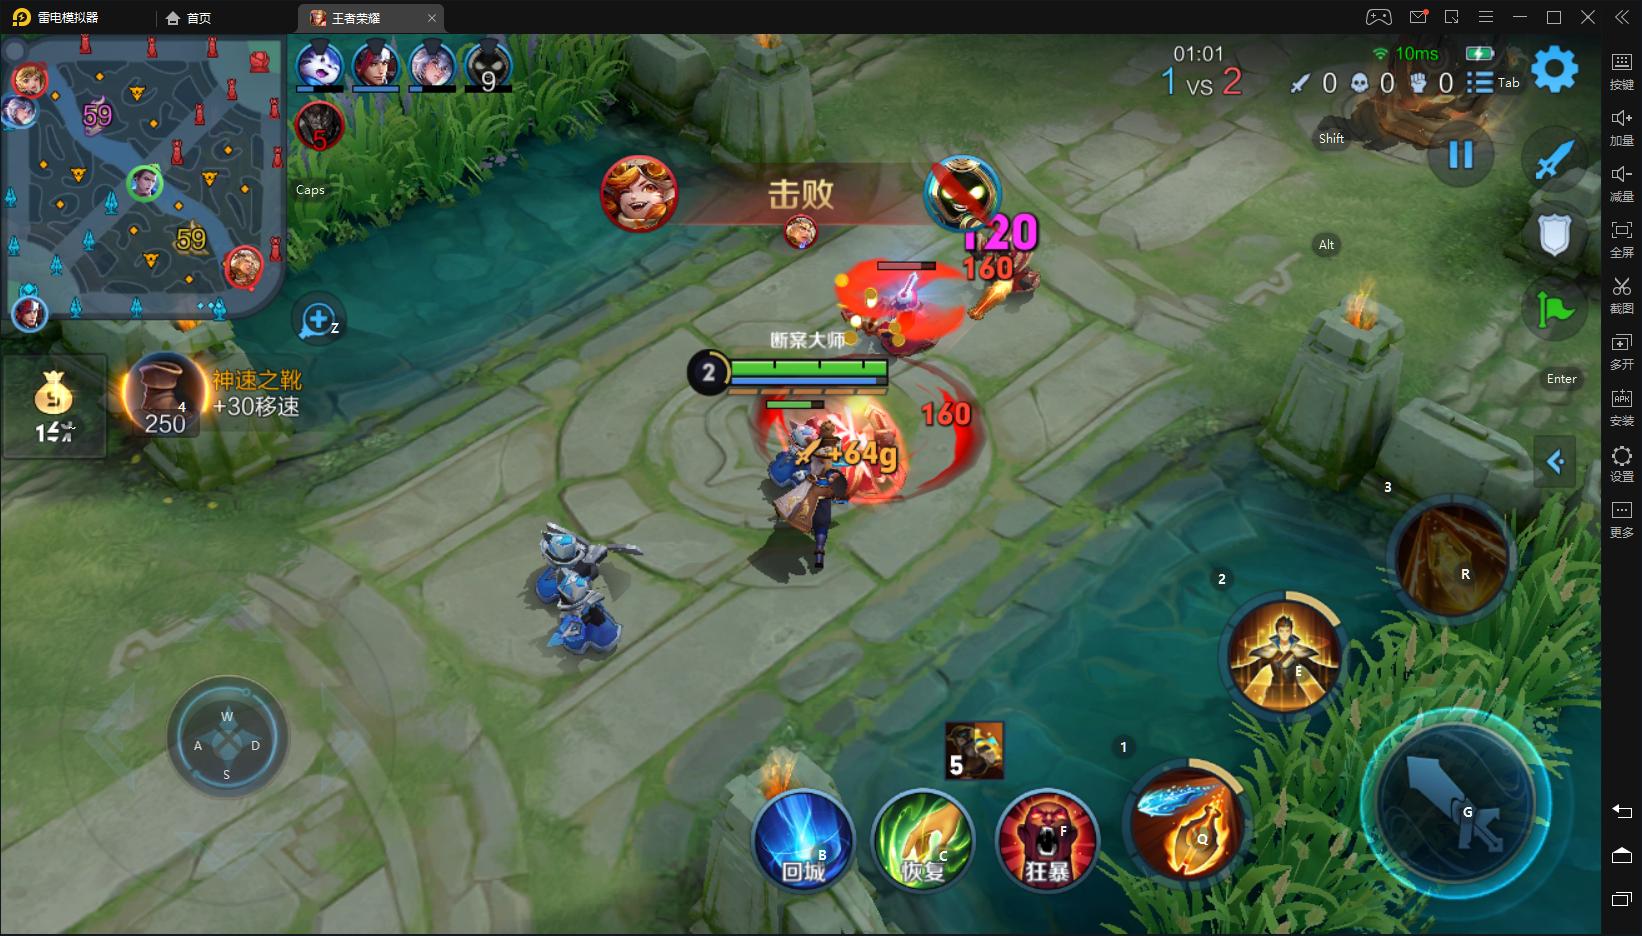 雷电模拟器
首页
王者荣耀
59
59
9
5
01:01
1 vs 2
10ms
0
0
0
Tab
Shift
Caps
击败
120
160
Alt
Z
断案大师
2
160
+64g
神速之靴
+30移速
4
250
Enter
3
R
2
E
1
Q
G
W
A
D
S
5
B
回城
C
恢复
F
狂暴
按键
加量
减量
全屏
截图
多开
APK
安装
设置
更多